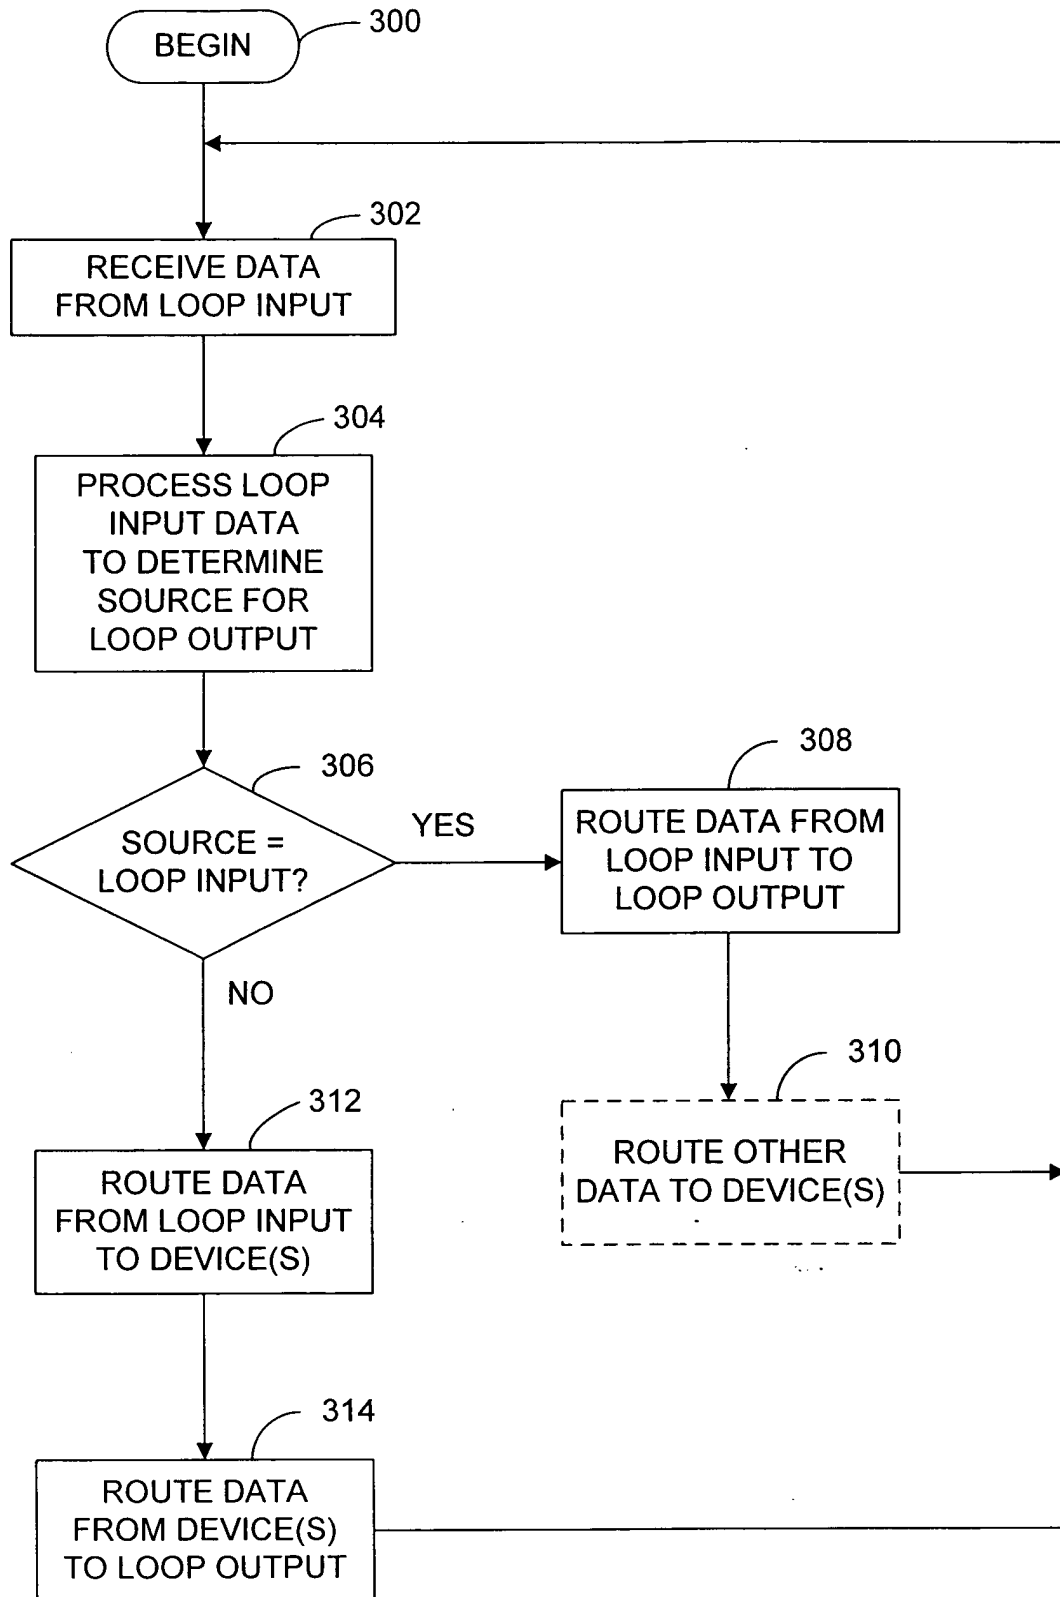 BEGIN
300
302
RECEIVE DATA
FROM LOOP INPUT
304
PROCESS LOOP
INPUT DATA
TO DETERMINE
SOURCE FOR
LOOP OUTPUT
306
SOURCE =
LOOP INPUT?
YES
NO
308
ROUTE DATA FROM
LOOP INPUT TO
LOOP OUTPUT
310
ROUTE OTHER
DATA TO DEVICE(S)
312
ROUTE DATA
FROM LOOP INPUT
TO DEVICE(S)
314
ROUTE DATA
FROM DEVICE(S)
TO LOOP OUTPUT